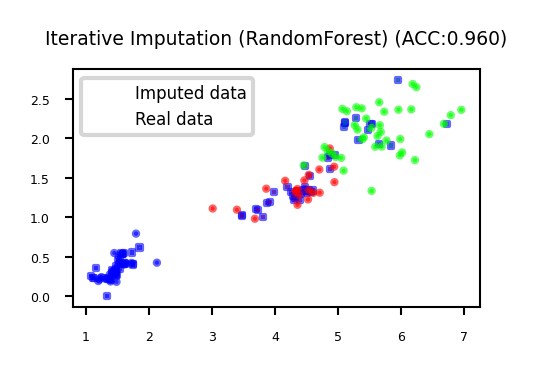 Iterative Imputation (RandomForest) (ACC:0.960)
Imputed data
Real data
2.5
2.0
1.5
1.0
0.5
0.0
1 2 3 4 5 6 7